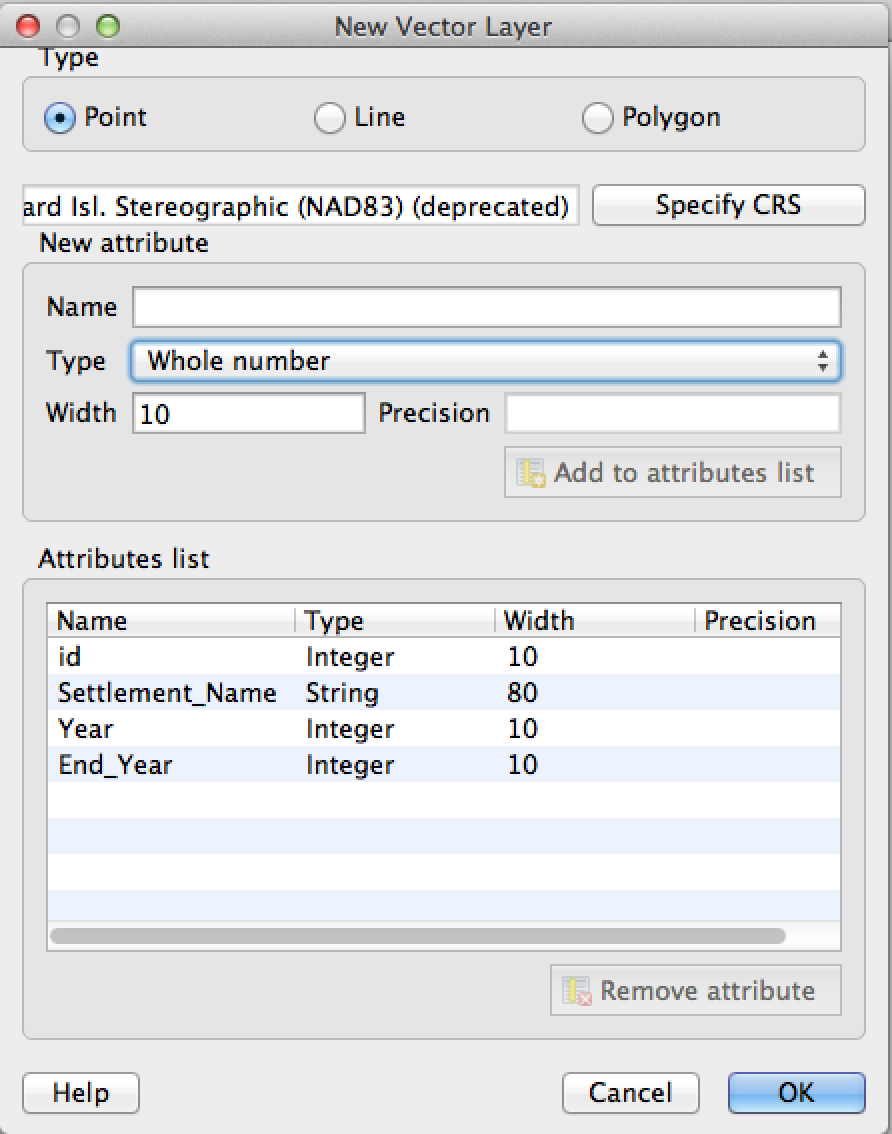 New Vector Layer
Type
Point Line Polygon
ard Isl. Stereographic (NAD83) (deprecated) Specify CRS
New attribute
Name
Type Whole number
Width 10 Precision
Add to attributes list
Attributes list
Name Type Width Precision
id Integer 10
Settlement_Name String 80
Year Integer 10
End_Year Integer 10
Remove attribute
Help Cancel OK